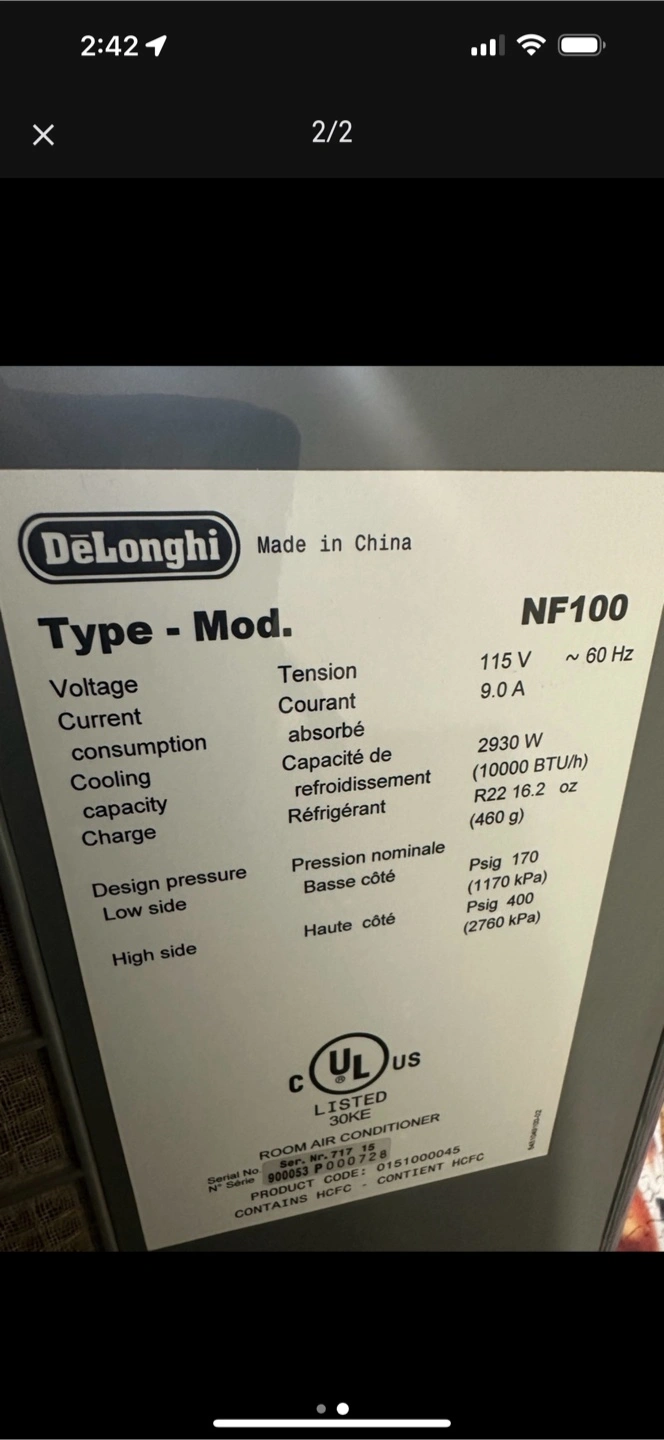 2:42
2/2
DeLonghi Made in China
Type - Mod. NF100
Voltage Tension 115 V ~ 60 Hz
Current Courant 9.0 A
consumption absorbé
Cooling Capacité de 2930 W
capacity refroidissement (10000 BTU/h)
Charge Réfrigérant R22 16.2 oz
(460 g)
Design pressure Pression nominale
Low side Basse côté Psig 170
(1170 kPa)
High side Haute côté Psig 400
(2760 kPa)
C UL US
®
LISTED
30KE
ROOM AIR CONDITIONER
Serial No. Ser. Nr. 717 15
N° Série 900053 P000728
PRODUCT CODE: 0151000045
CONTAINS HCFC - CONTIENT HCFC